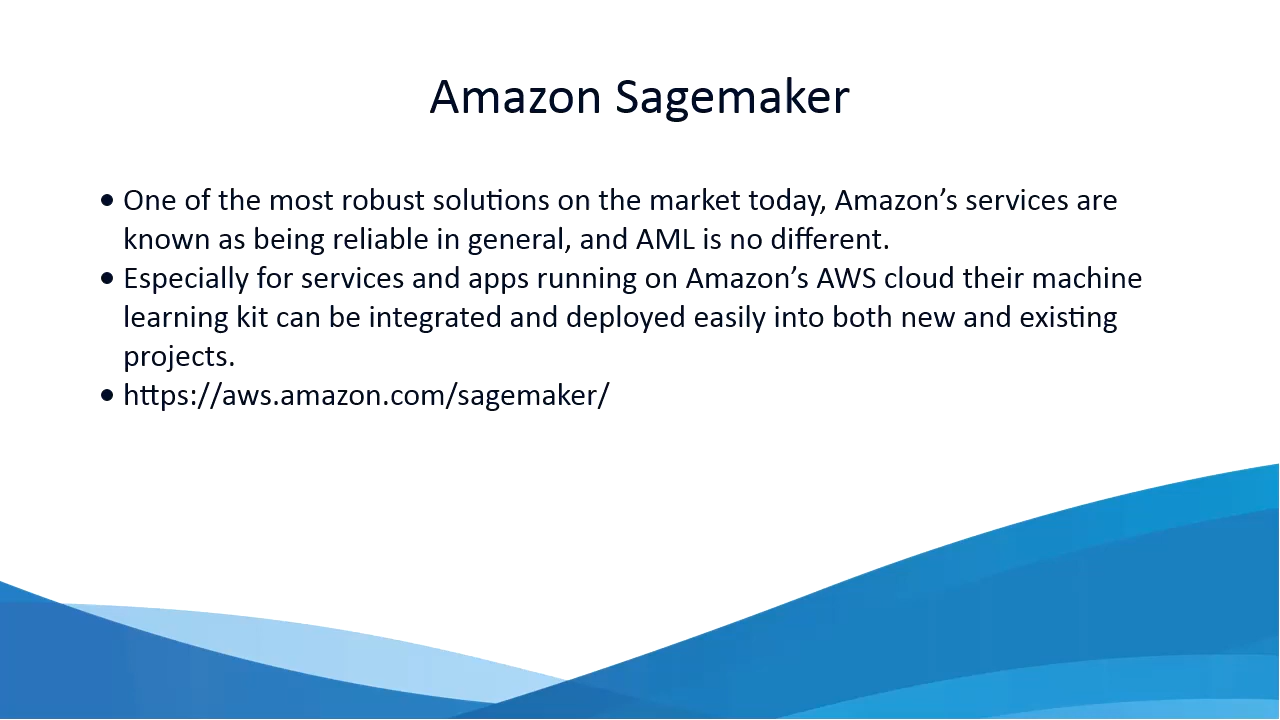 Amazon Sagemaker
• One of the most robust solutions on the market today, Amazon’s services are
known as being reliable in general, and AML is no different.
• Especially for services and apps running on Amazon’s AWS cloud their machine
learning kit can be integrated and deployed easily into both new and existing
projects.
• https://aws.amazon.com/sagemaker/